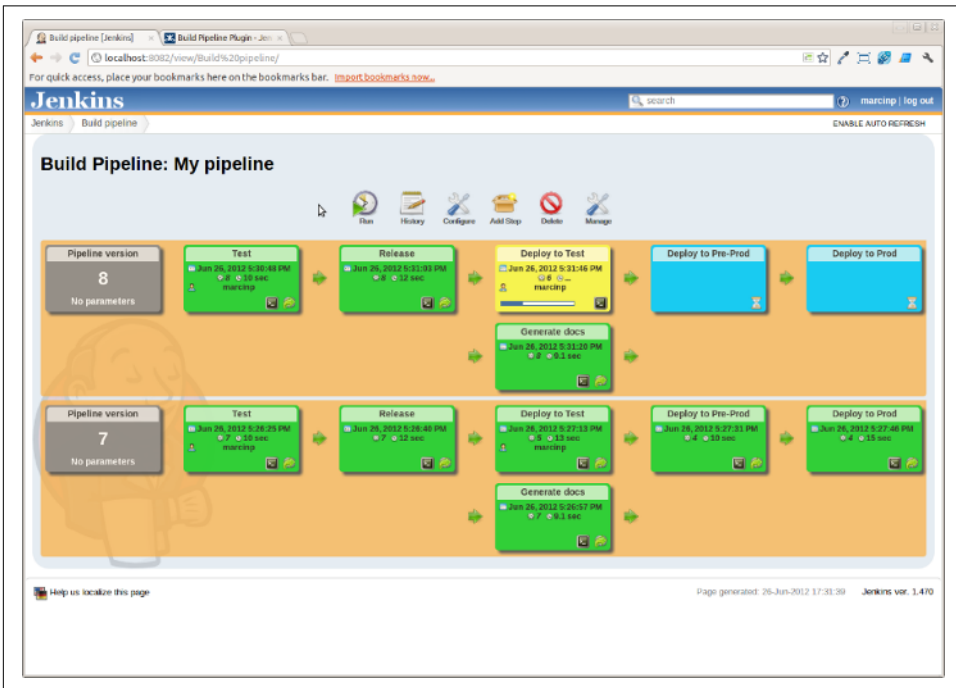 Build pipeline [Jenkins]
Build Pipeline Plugin - Jen
localhost:8082/view/Build%20pipeline/
For quick access, place your bookmarks here on the bookmarks bar. Import bookmarks now...
Jenkins
search
marcinp | log out
Jenkins Build pipeline
ENABLE AUTO REFRESH
Build Pipeline: My pipeline
Run History Configure Add Step Delete Manage
Pipeline version
8
No parameters
Test
Jun 26, 2012 5:30:48 PM
8 10 sec
marcinp
Release
Jun 26, 2012 5:31:03 PM
8 12 sec
Deploy to Test
Jun 26, 2012 5:31:46 PM
6 ...
marcinp
Deploy to Pre-Prod
Deploy to Prod
Generate docs
Jun 26, 2012 5:31:20 PM
8 9.1 sec
Pipeline version
7
No parameters
Test
Jun 26, 2012 5:26:25 PM
7 10 sec
marcinp
Release
Jun 26, 2012 5:26:40 PM
7 12 sec
Deploy to Test
Jun 26, 2012 5:27:13 PM
5 13 sec
marcinp
Deploy to Pre-Prod
Jun 26, 2012 5:27:31 PM
4 10 sec
Deploy to Prod
Jun 26, 2012 5:27:46 PM
4 15 sec
Generate docs
Jun 26, 2012 5:26:57 PM
7 9.1 sec
Help us localize this page
Page generated: 26-Jun-2012 17:31:39 Jenkins ver. 1.470